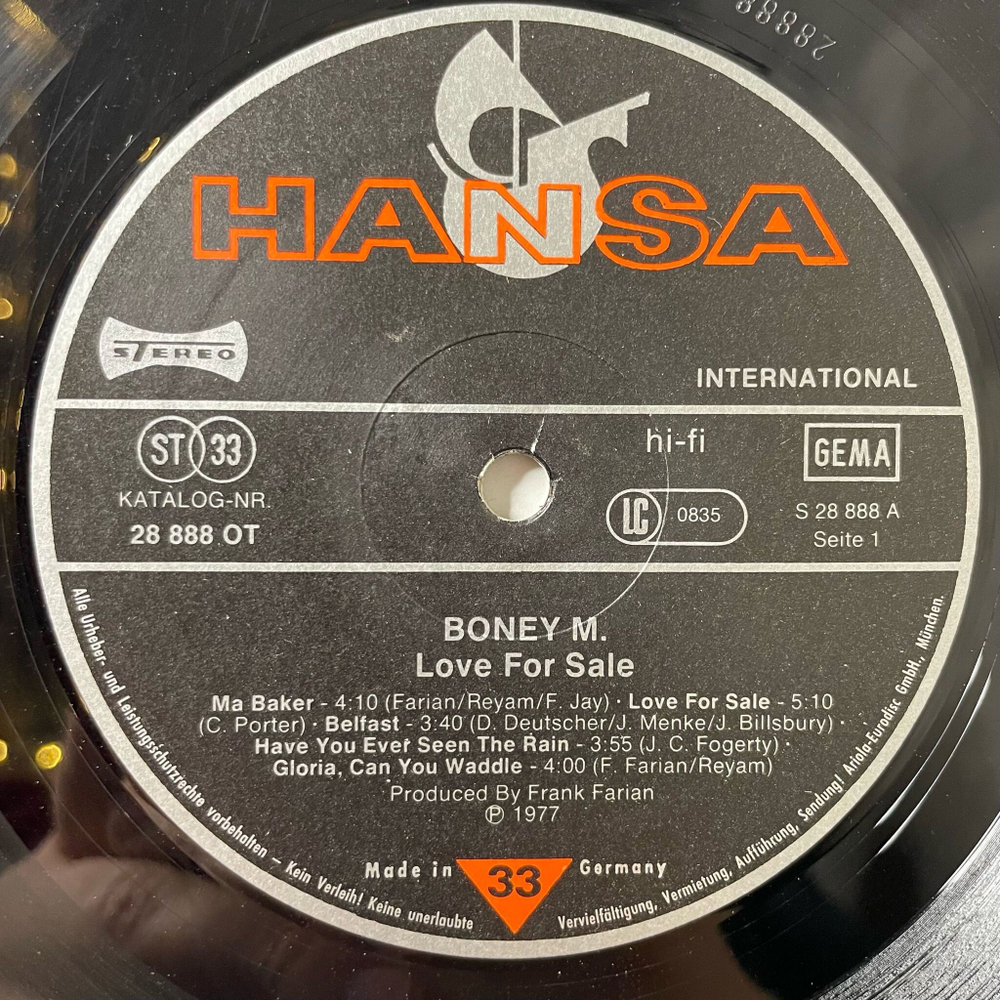 28888
HANSA
STEREO
INTERNATIONAL
ST 33
KATALOG-NR.
28 888 OT
hi-fi
LC 0835
GEMA
S 28 888 A
Seite 1
BONEY M.
Love For Sale
Ma Baker - 4:10 (Farian/Reyam/F. Jay) · Love For Sale - 5:10
(C. Porter) · Belfast - 3:40 (D. Deutscher/J. Menke/J. Billsbury) ·
Have You Ever Seen The Rain - 3:55 (J. C. Fogerty) ·
Gloria, Can You Waddle - 4:00 (F. Farian/Reyam)
Produced By Frank Farian
℗ 1977
Made in 33 Germany
Alle Urheber- und Leistungsschutzrechte vorbehalten – Kein Verleih! Keine unerlaubte Vervielfältigung, Vermietung, Aufführung, Sendung! Ariola-Eurodisc GmbH., München.